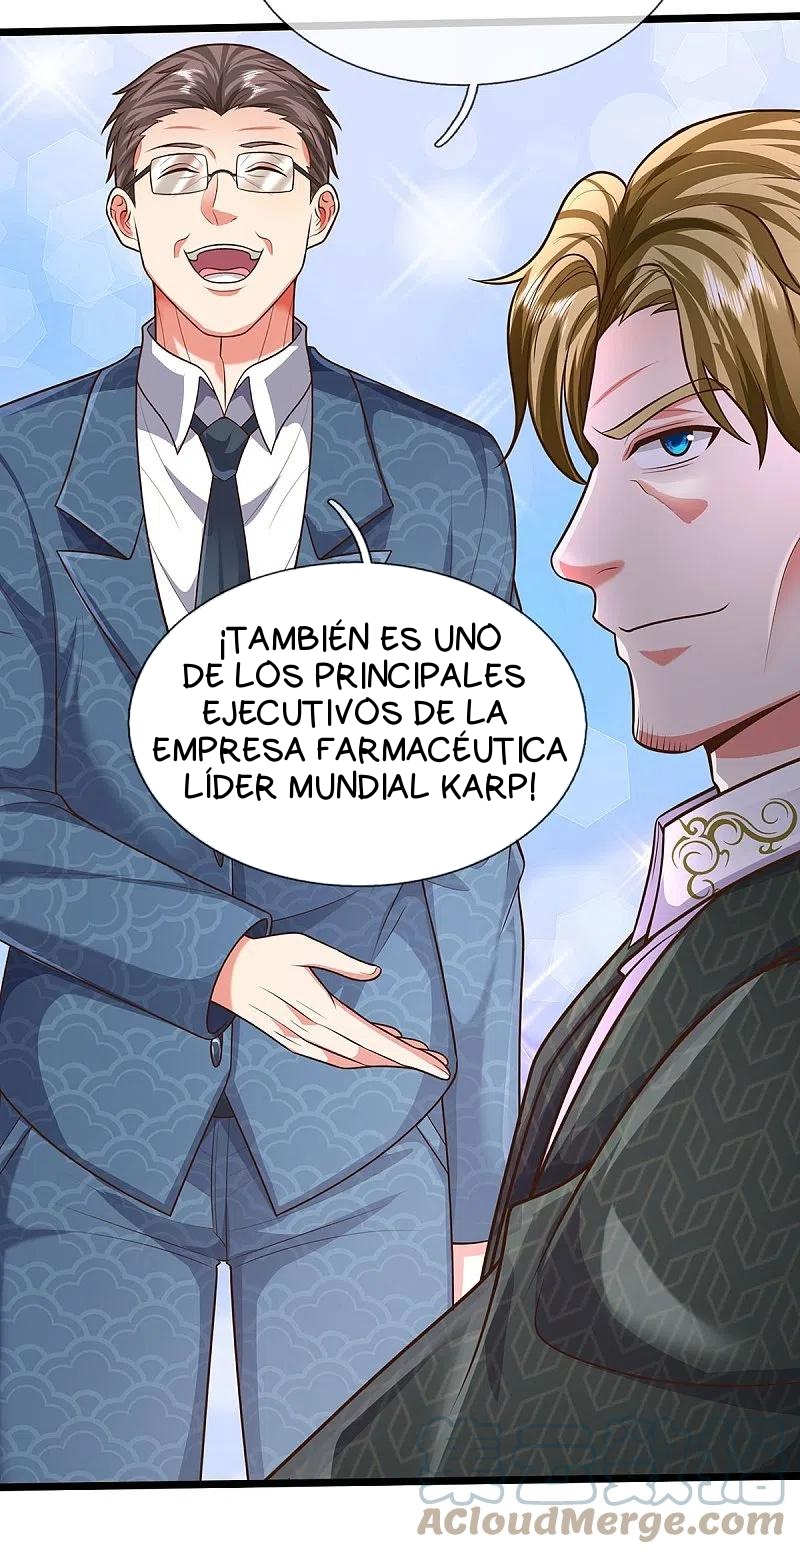 ¡TAMBIÉN ES UNO
DE LOS PRINCIPALES
EJECUTIVOS DE LA
EMPRESA FARMACÉUTICA
LÍDER MUNDIAL KARP!
ACloudMerge.com